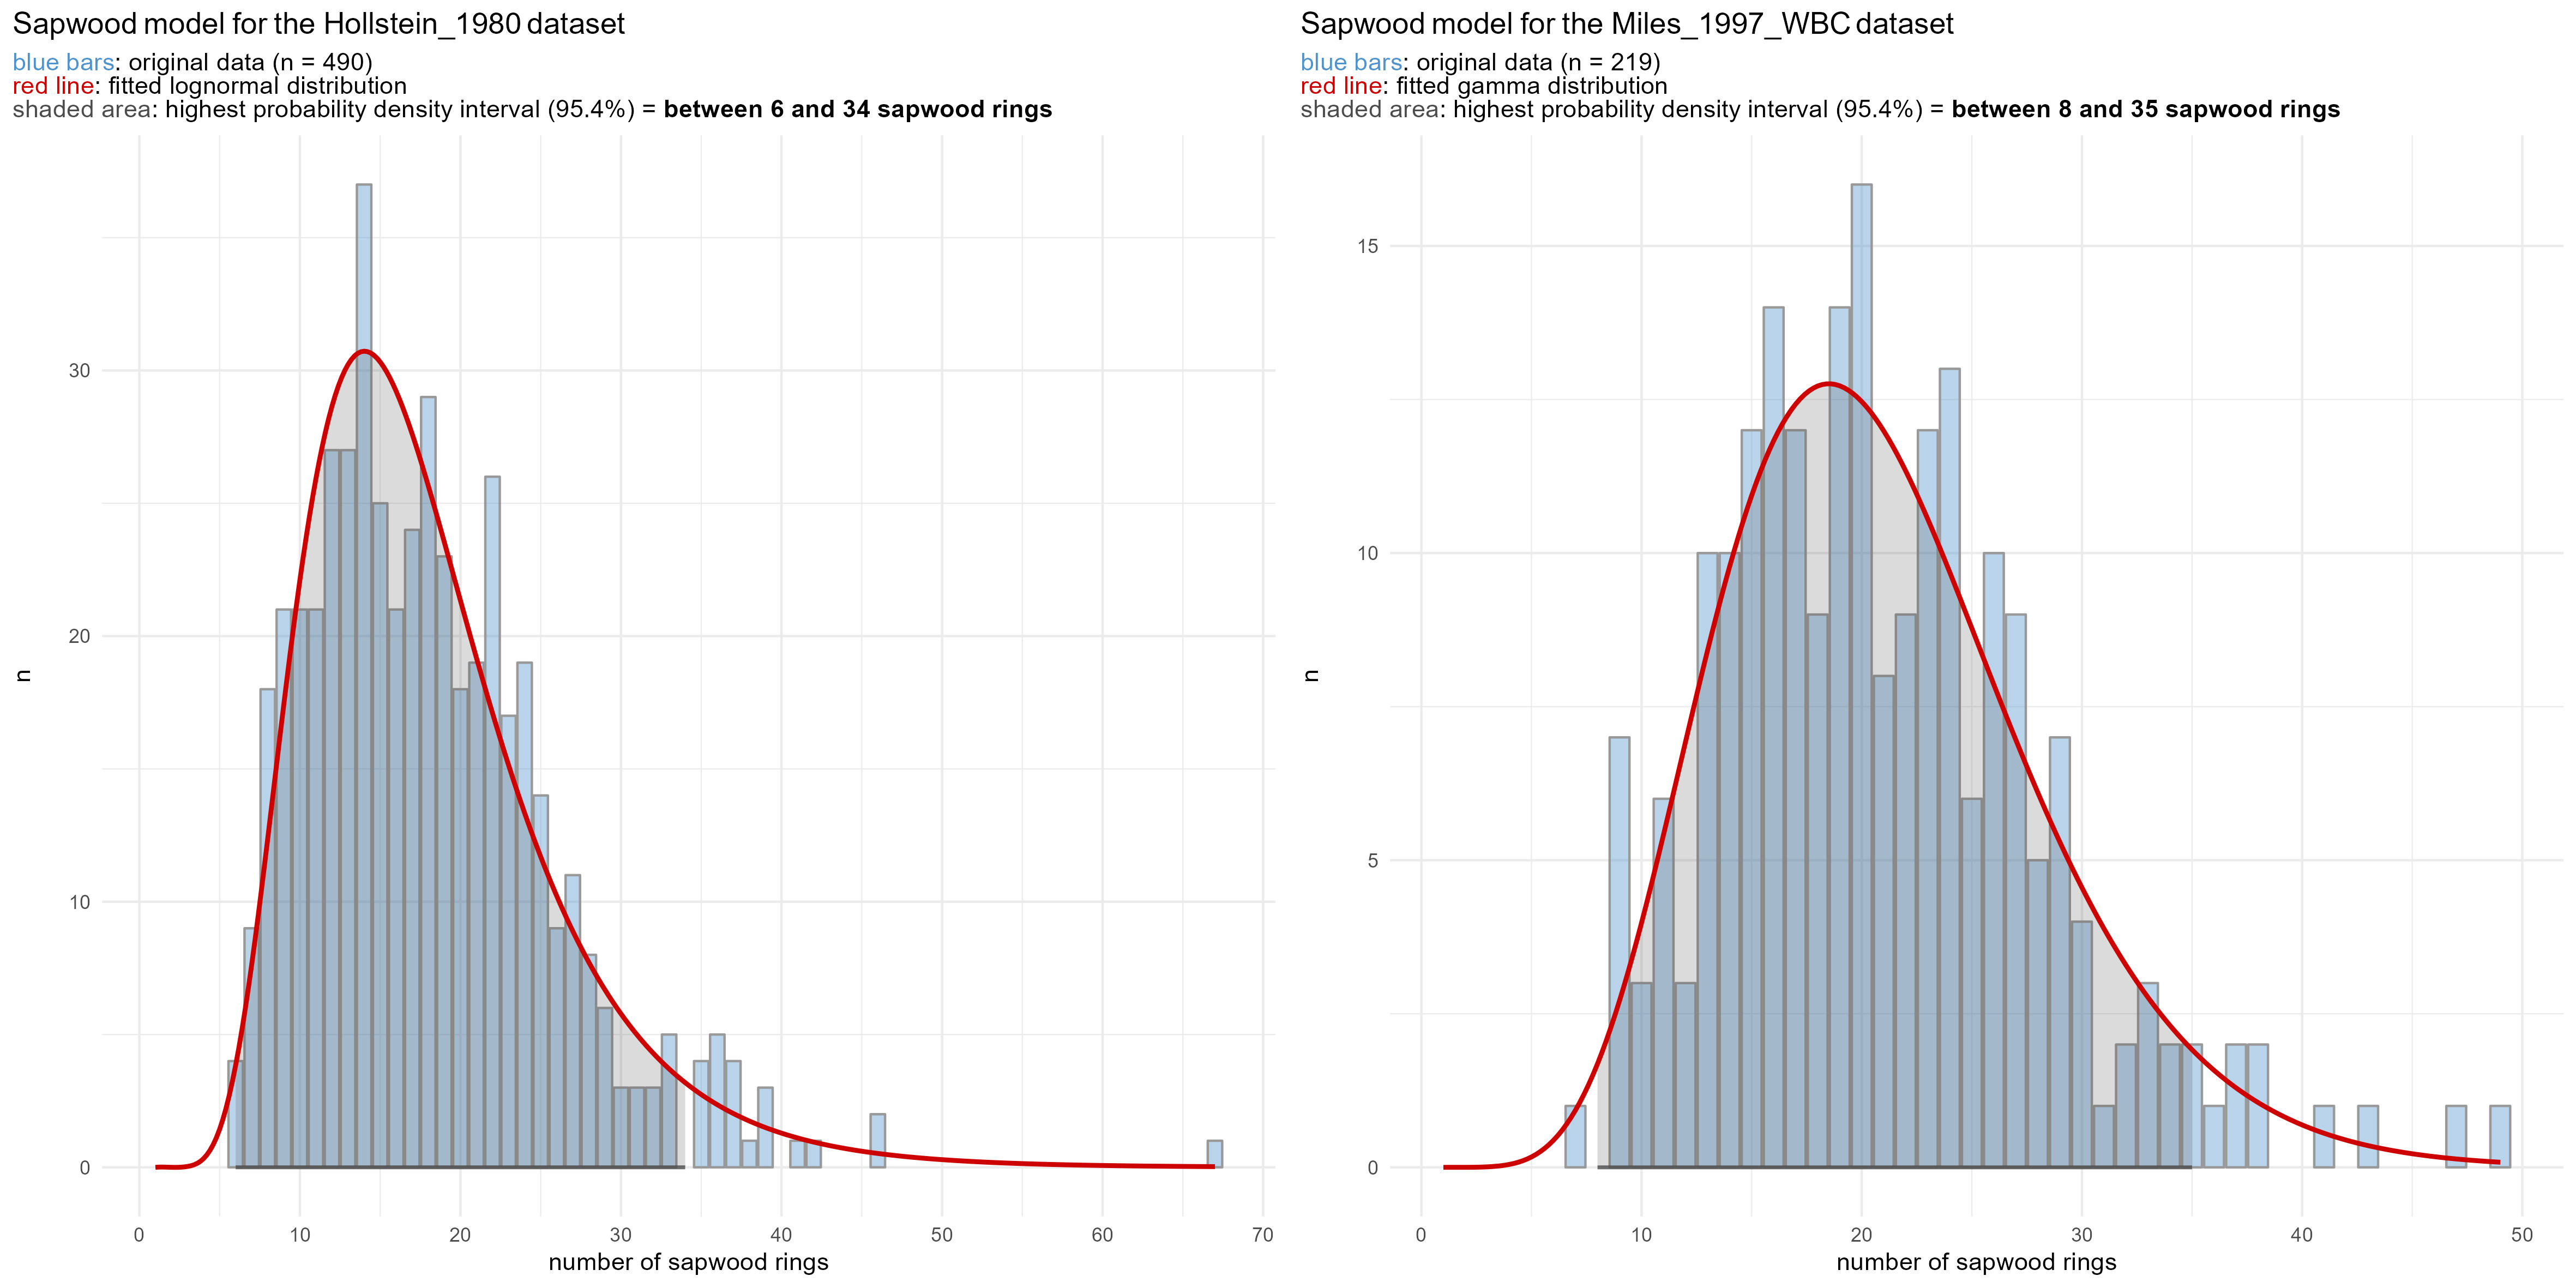 Sapwood model for the Hollstein_1980 dataset
blue bars: original data (n = 490)
red line: fitted lognormal distribution
shaded area: highest probability density interval (95.4%) = between 6 and 34 sapwood rings
n
30
20
10
0
0 10 20 30 40 50 60 70
number of sapwood rings
Sapwood model for the Miles_1997_WBC dataset
blue bars: original data (n = 219)
red line: fitted gamma distribution
shaded area: highest probability density interval (95.4%) = between 8 and 35 sapwood rings
n
15
10
5
0
0 10 20 30 40 50
number of sapwood rings